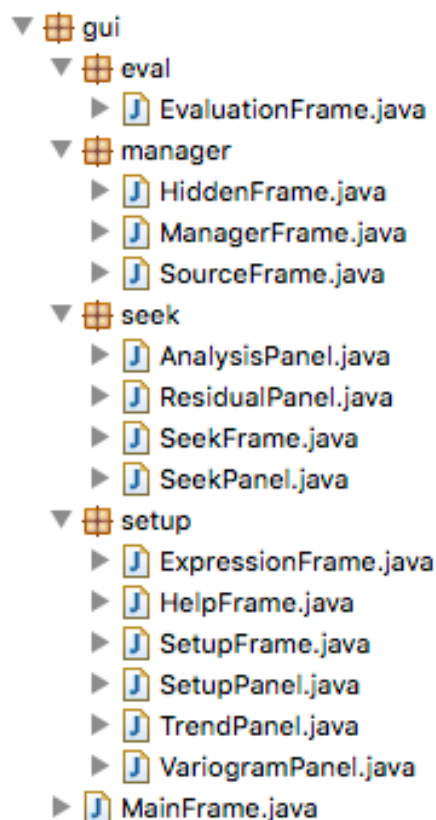 gui
eval
EvaluationFrame.java
manager
HiddenFrame.java
ManagerFrame.java
SourceFrame.java
seek
AnalysisPanel.java
ResidualPanel.java
SeekFrame.java
SeekPanel.java
setup
ExpressionFrame.java
HelpFrame.java
SetupFrame.java
SetupPanel.java
TrendPanel.java
VariogramPanel.java
MainFrame.java